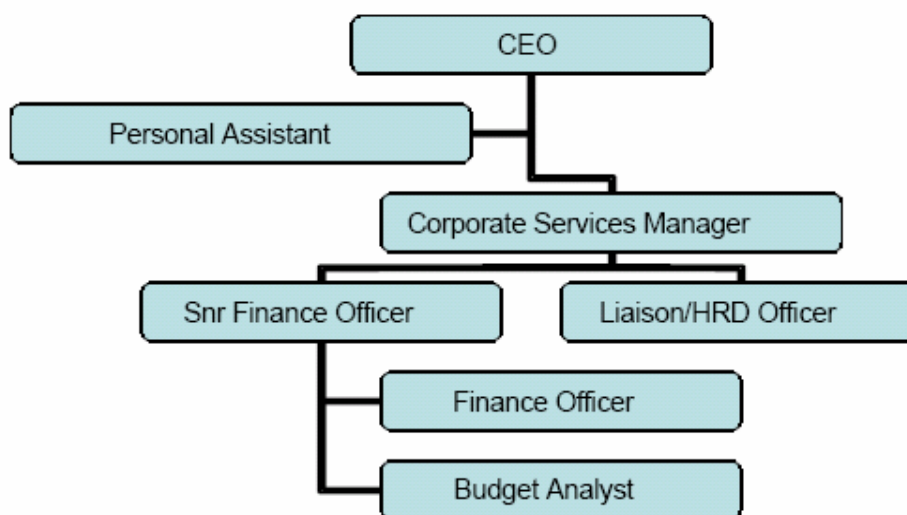 CEO
Personal Assistant
Corporate Services Manager
Snr Finance Officer
Liaison/HRD Officer
Finance Officer
Budget Analyst